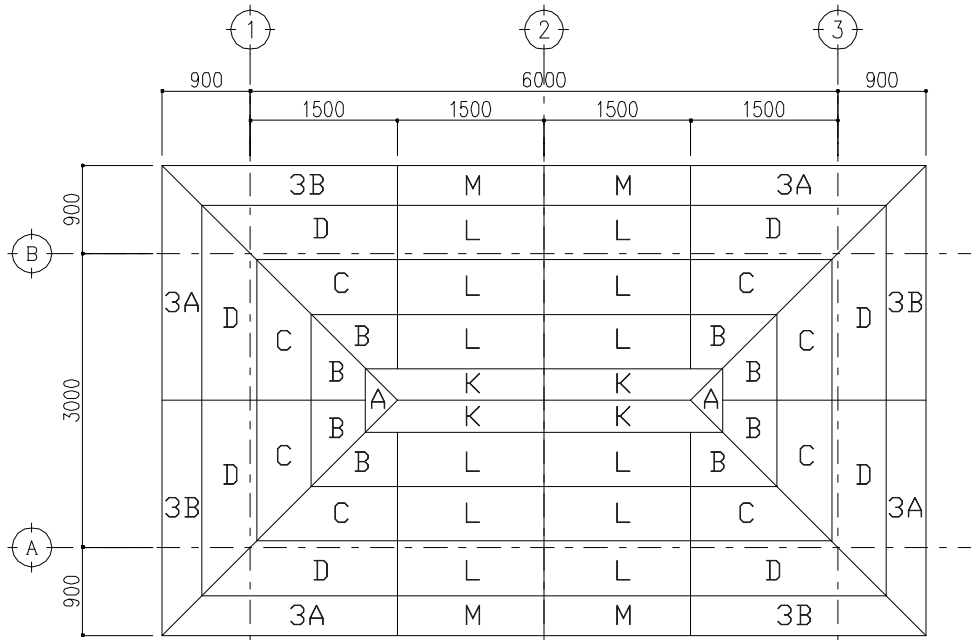 1 2 3
900 6000 900
1500 1500 1500 1500
3B M M 3A
900 D L L D
B
C L L C
3A 3B
D D
C C
B L L B
B B
K K
3000 A A
K K
B B
B L L B
C C
D D
3B 3A
C L L C
A
D L L D
900
3A M M 3B